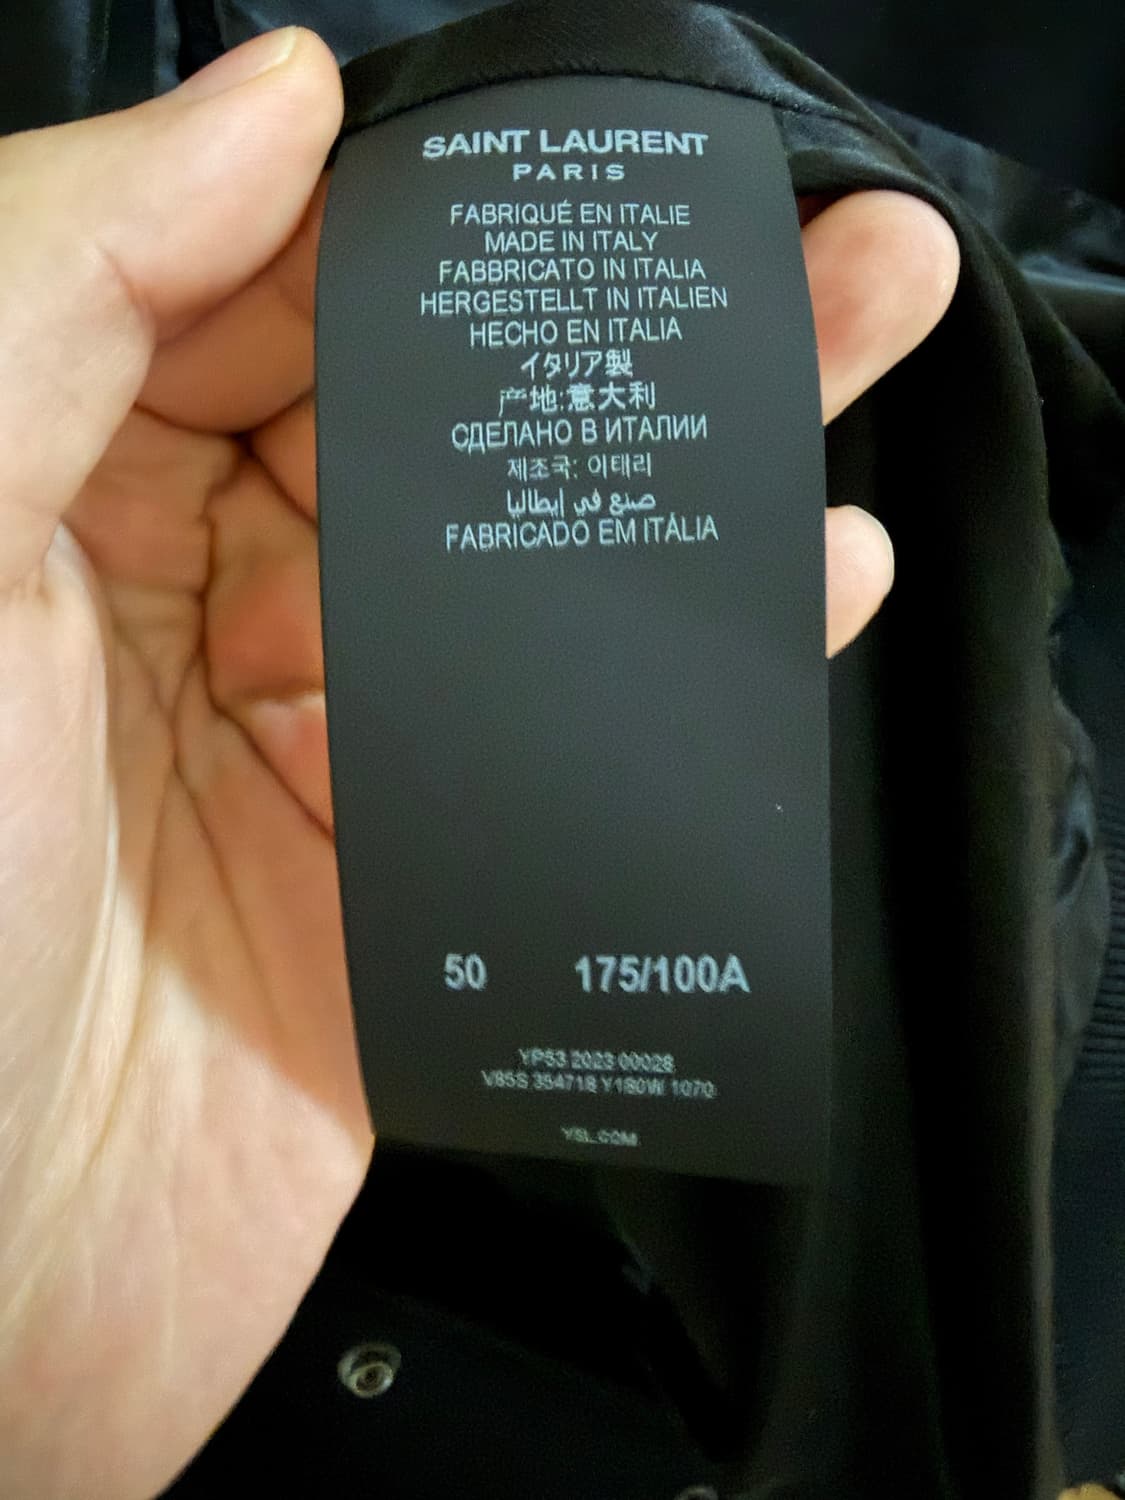 SAINT LAURENT
PARIS
FABRIQUÉ EN ITALIE
MADE IN ITALY
FABBRICATO IN ITALIA
HERGESTELLT IN ITALIEN
HECHO EN ITALIA
イタリア製
产地:意大利
СДЕЛАНО В ИТАЛИИ
제조국: 이태리
صنع في إيطاليا
FABRICADO EM ITÁLIA
50 175/100A
YP53 2023 00028
V85S 354718 Y180W 1070
YSL.COM